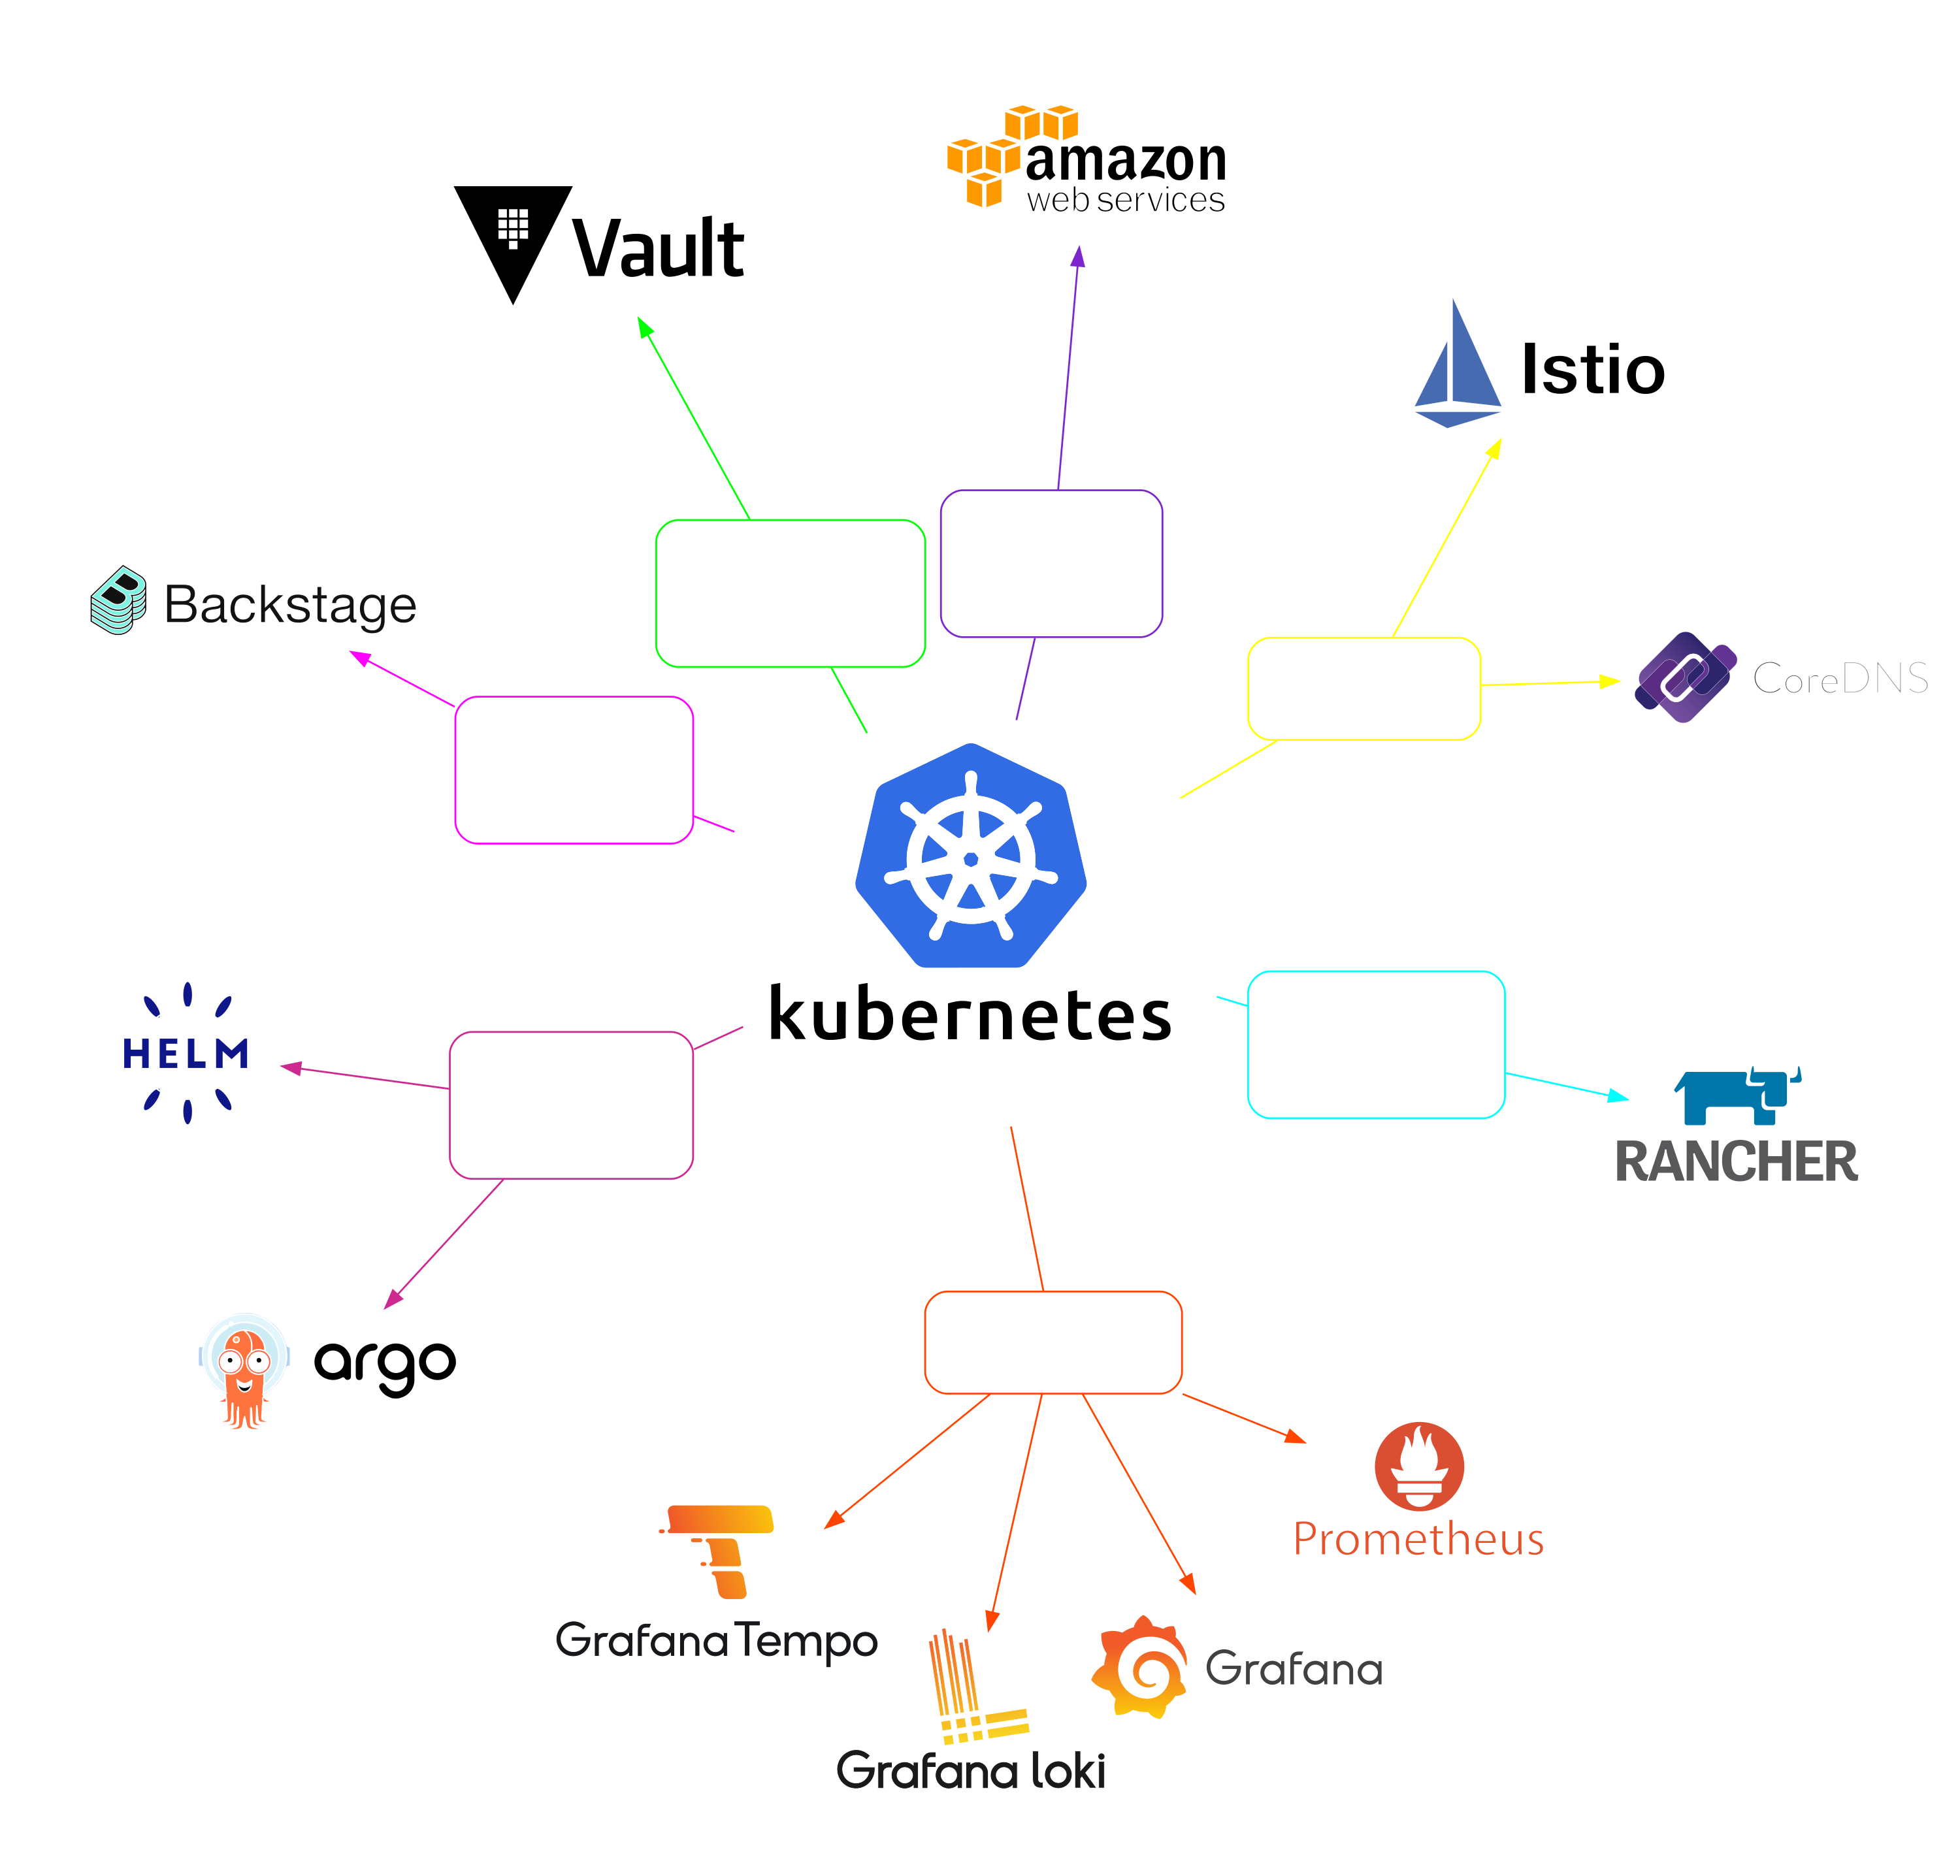 amazon
web services
Vault
Istio
Backstage
CoreDNS
kubernetes
HELM
RANCHER
argo
Prometheus
Grafana Tempo
Grafana
Grafana loki